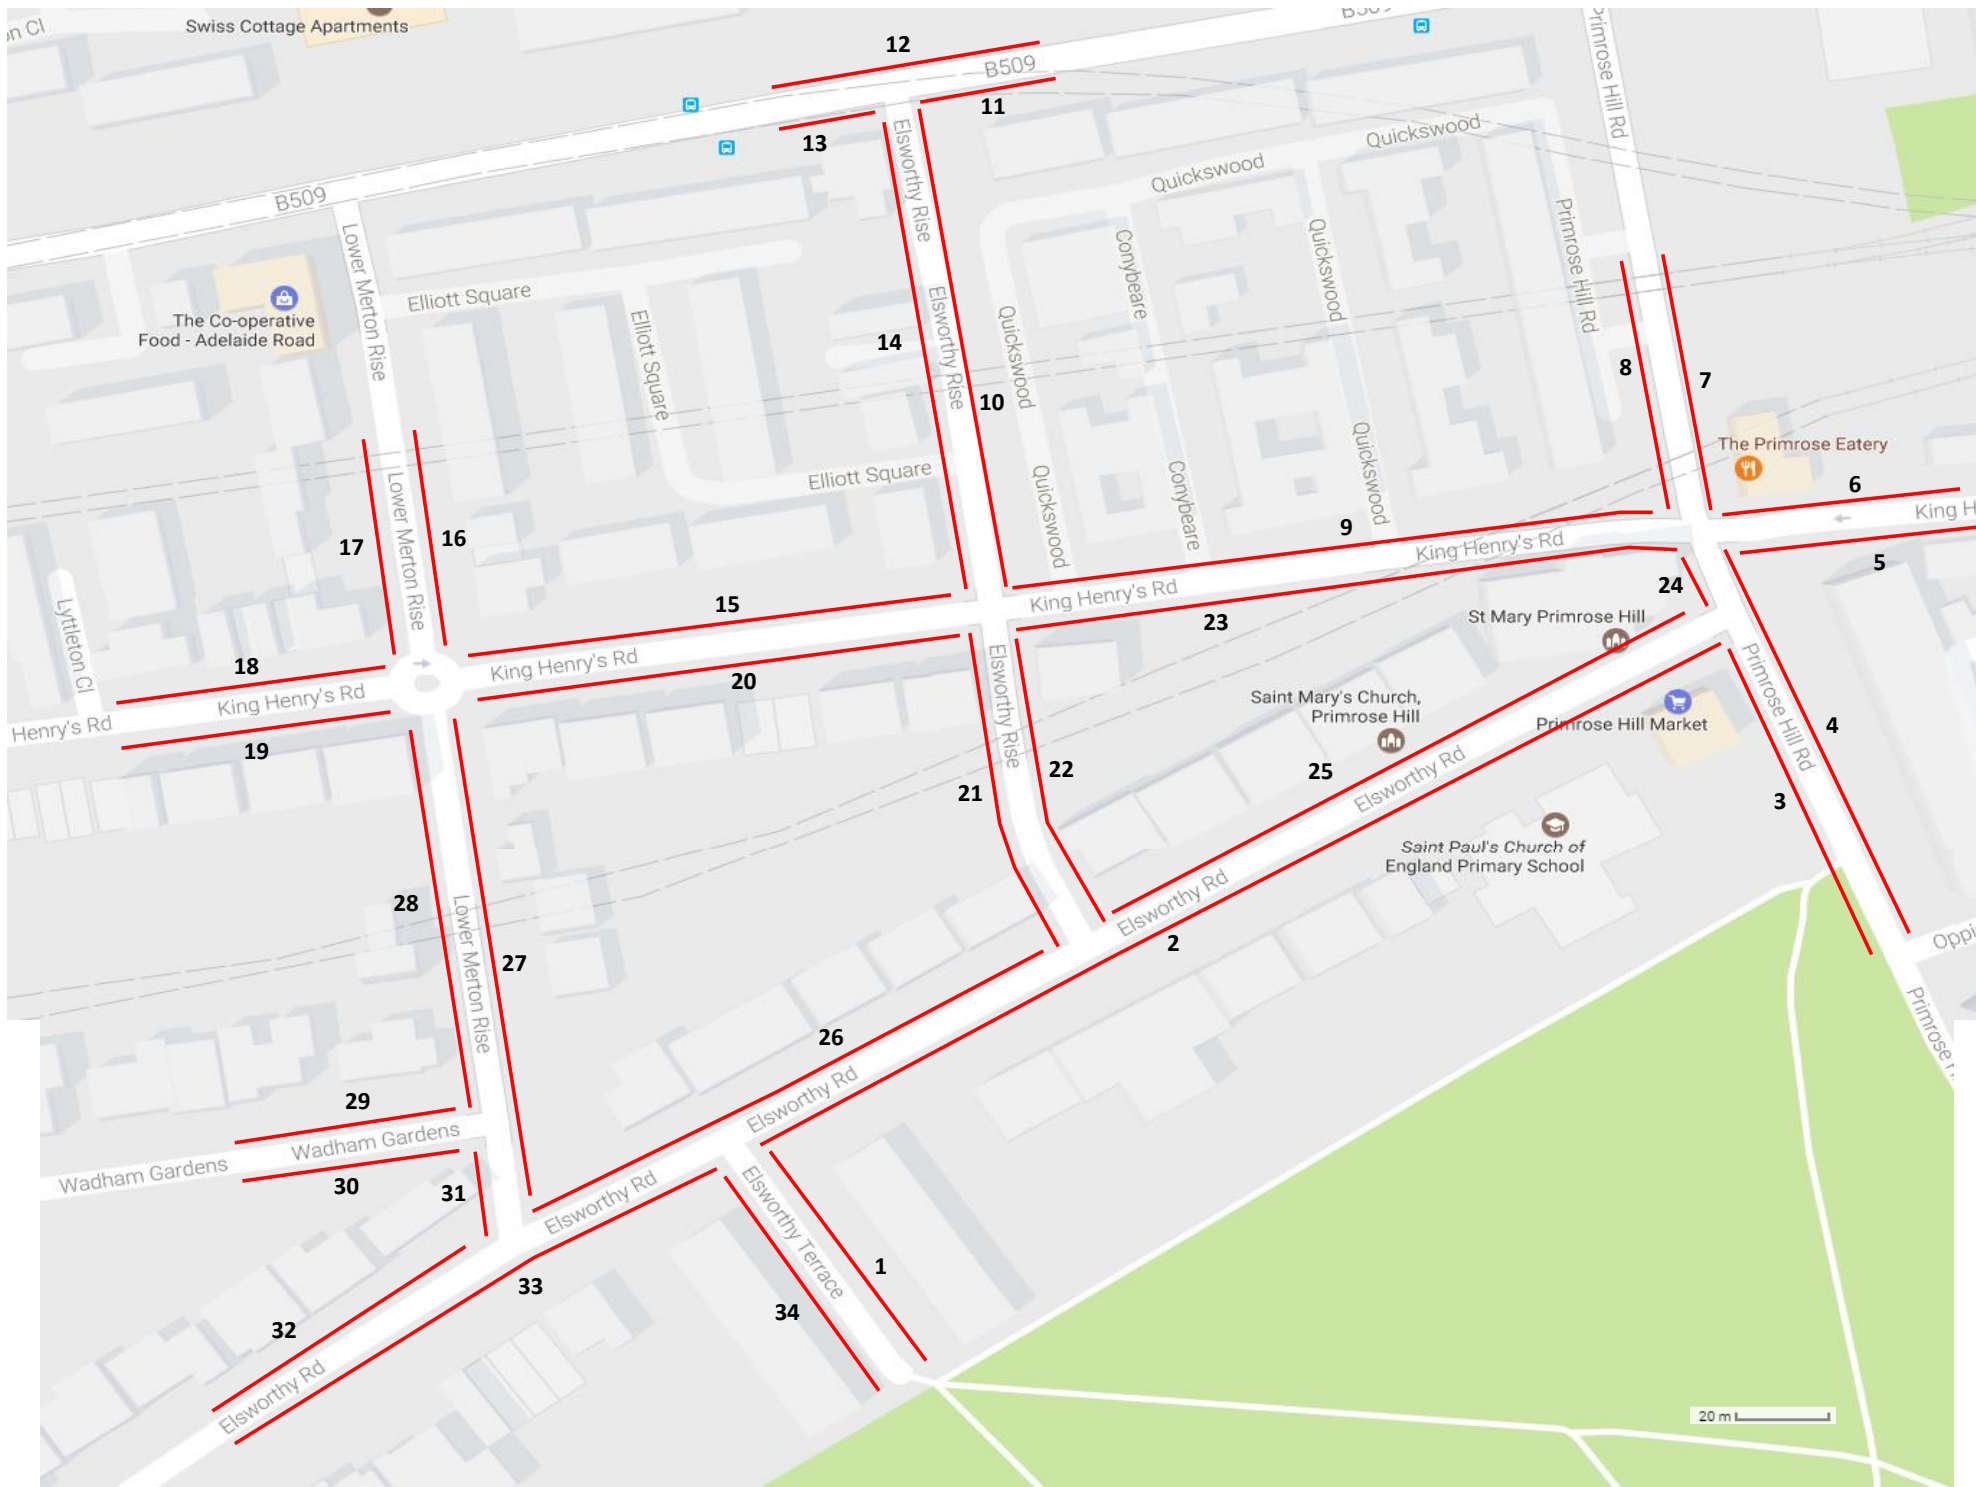 on Cl
Swiss Cottage Apartments
12
B509
B509
11
13
Primrose Hill Rd
Elsworthy Rise
Quickswood
Quickswood
B509
Lower Merton Rise
Elliott Square
The Co-operative
Food - Adelaide Road
Elliott Square
14
Elsworthy Rise
10
Quickswood
Conybeare
Quickswood
Primrose Hill Rd
8
7
The Primrose Eatery
6
King H
5
17
Lower Merton Rise
16
Elliott Square
Quickswood
Conybeare
Quickswood
9
King Henry's Rd
King Henry's Rd
23
24
St Mary Primrose Hill
Lyttleton Cl
15
18
King Henry's Rd
King Henry's Rd
20
Henry's Rd
19
Elsworthy Rise
22
21
Saint Mary's Church,
Primrose Hill
25
Elsworthy Rd
Primrose Hill Market
Primrose Hill Rd
4
3
Saint Paul's Church of
England Primary School
28
Lower Merton Rise
27
Elsworthy Rd
2
Oppi
Primrose H
26
Elsworthy Rd
29
Wadham Gardens
Wadham Gardens
30
31
Elsworthy Rd
Elsworthy Terrace
1
33
34
32
Elsworthy Rd
20 m